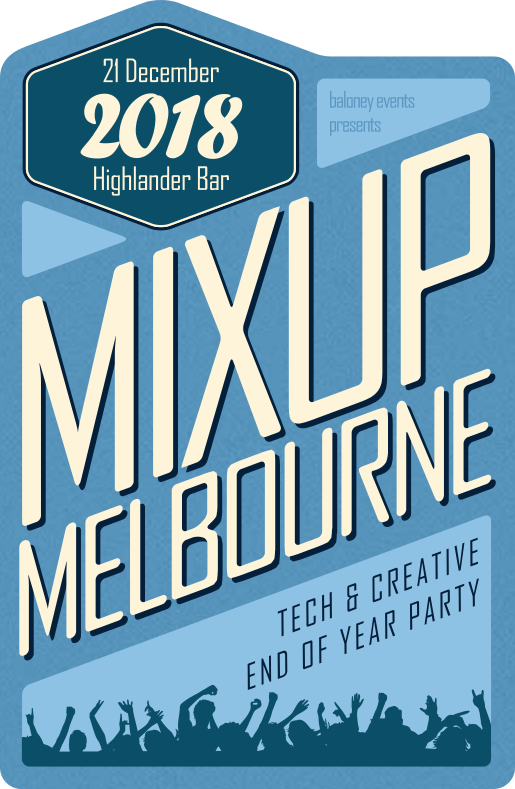 21 December
2018
Highlander Bar
baloney events
presents
MIXUP
MELBOURNE
TECH & CREATIVE
END OF YEAR PARTY